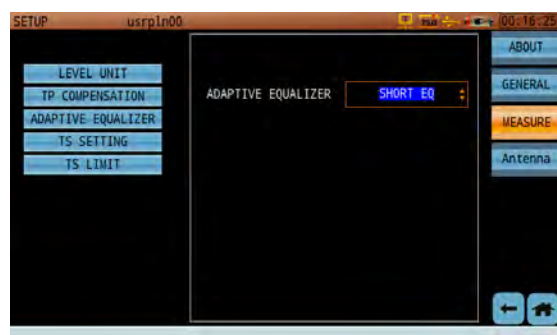 SETUP usrpln00 00:16:25
ABOUT
LEVEL UNIT
TP COMPENSATION
ADAPTIVE EQUALIZER
TS SETTING
TS LIMIT
ADAPTIVE EQUALIZER SHORT EQ
GENERAL
MEASURE
Antenna